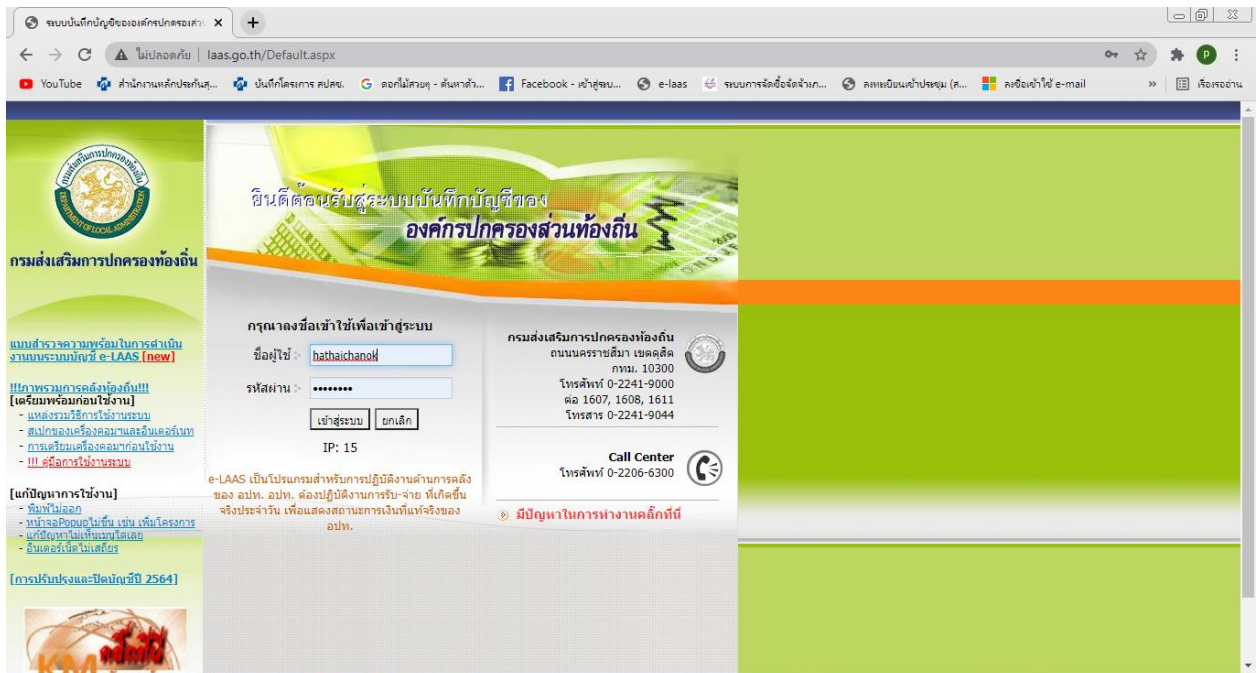 ระบบบันทึกบัญชีขององค์กรปกครองส่วน
ไม่ปลอดภัย | laas.go.th/Default.aspx
YouTube
สำนักงานหลักประกันสุ...
บันทึกโครงการ สปสช.
ดอกไม้สวยๆ - ค้นหาด้ว...
Facebook - เข้าสู่ระบ...
e-laas
ระบบการจัดซื้อจัดจ้างภ...
ลงทะเบียนเข้าประชุม (ส...
ลงชื่อเข้าใช้ e-mail
»
เรื่องรออ่าน
กรมส่งเสริมการปกครองท้องถิ่น
DEPARTMENT OF LOCAL ADMINISTRATION
กรมส่งเสริมการปกครองท้องถิ่น
แบบสำรวจความพร้อมในการดำเนิน
งานบนระบบบัญชี e-LAAS [new]
!!!ภาพรวมการคลังท้องถิ่น!!!
[เตรียมพร้อมก่อนใช้งาน]
- แหล่งรวมวิธีการใช้งานระบบ
- สเปกของเครื่องคอมฯและอินเตอร์เนท
- การเตรียมเครื่องคอมฯก่อนใช้งาน
- !!! คู่มือการใช้งานระบบ
[แก้ปัญหาการใช้งาน]
- พิมพ์ไม่ออก
- หน้าจอPopupไม่ขึ้น เช่น เพิ่มโครงการ
- แก้ปัญหาไม่เห็นเมนูใดเลย
- อินเตอร์เน็ตไม่เสถียร
[การปรับปรุงและปิดบัญชีปี 2564]
KM คลิ๊กที่นี่
ยินดีต้อนรับสู่ระบบบันทึกบัญชีของ
องค์กรปกครองส่วนท้องถิ่น
กรุณาลงชื่อเข้าใช้เพื่อเข้าสู่ระบบ
ชื่อผู้ใช้ : hathaichanok
รหัสผ่าน : ••••••••
เข้าสู่ระบบ ยกเลิก
IP: 15
e-LAAS เป็นโปรแกรมสำหรับการปฏิบัติงานด้านการคลัง
ของ อปท. อปท. ต้องปฏิบัติงานการรับ-จ่าย ที่เกิดขึ้น
จริงประจำวัน เพื่อแสดงสถานะการเงินที่แท้จริงของ
อปท.
กรมส่งเสริมการปกครองท้องถิ่น
ถนนนครราชสีมา เขตดุสิต
กทม. 10300
โทรศัพท์ 0-2241-9000
ต่อ 1607, 1608, 1611
โทรสาร 0-2241-9044
Call Center
โทรศัพท์ 0-2206-6300
มีปัญหาในการทำงานคลิ๊กที่นี่